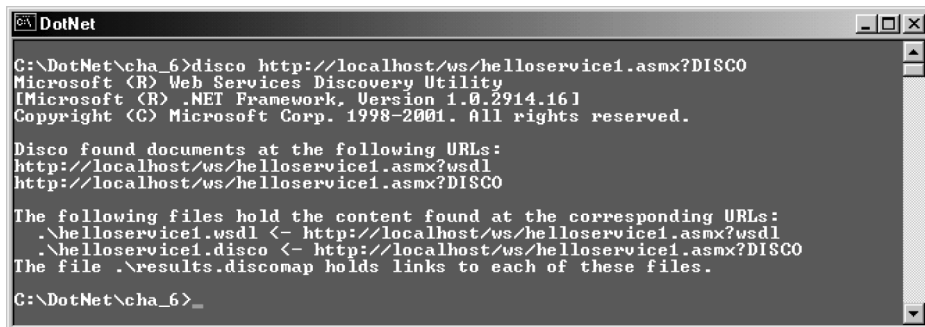 DotNet
C:\DotNet\cha_6>disco http://localhost/ws/helloservice1.asmx?DISCO
Microsoft (R) Web Services Discovery Utility
[Microsoft (R) .NET Framework, Version 1.0.2914.16]
Copyright (C) Microsoft Corp. 1998-2001. All rights reserved.
Disco found documents at the following URLs:
http://localhost/ws/helloservice1.asmx?wsdl
http://localhost/ws/helloservice1.asmx?DISCO
The following files hold the content found at the corresponding URLs:
.\helloservice1.wsdl <- http://localhost/ws/helloservice1.asmx?wsdl
.\helloservice1.disco <- http://localhost/ws/helloservice1.asmx?DISCO
The file .\results.discomap holds links to each of these files.
C:\DotNet\cha_6>_